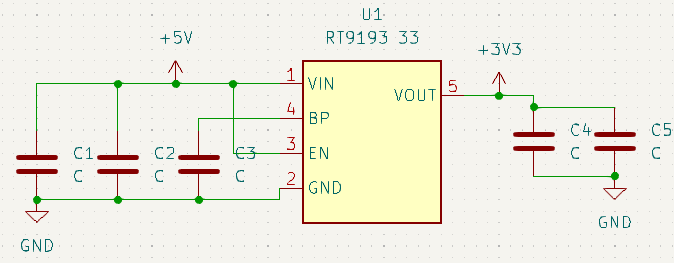 U1
RT9193 33
+5V
+3V3
1
VIN
5
VOUT
4
BP
C1
C
C2
C
C3
C
3
EN
C4
C
C5
C
2
GND
GND
GND